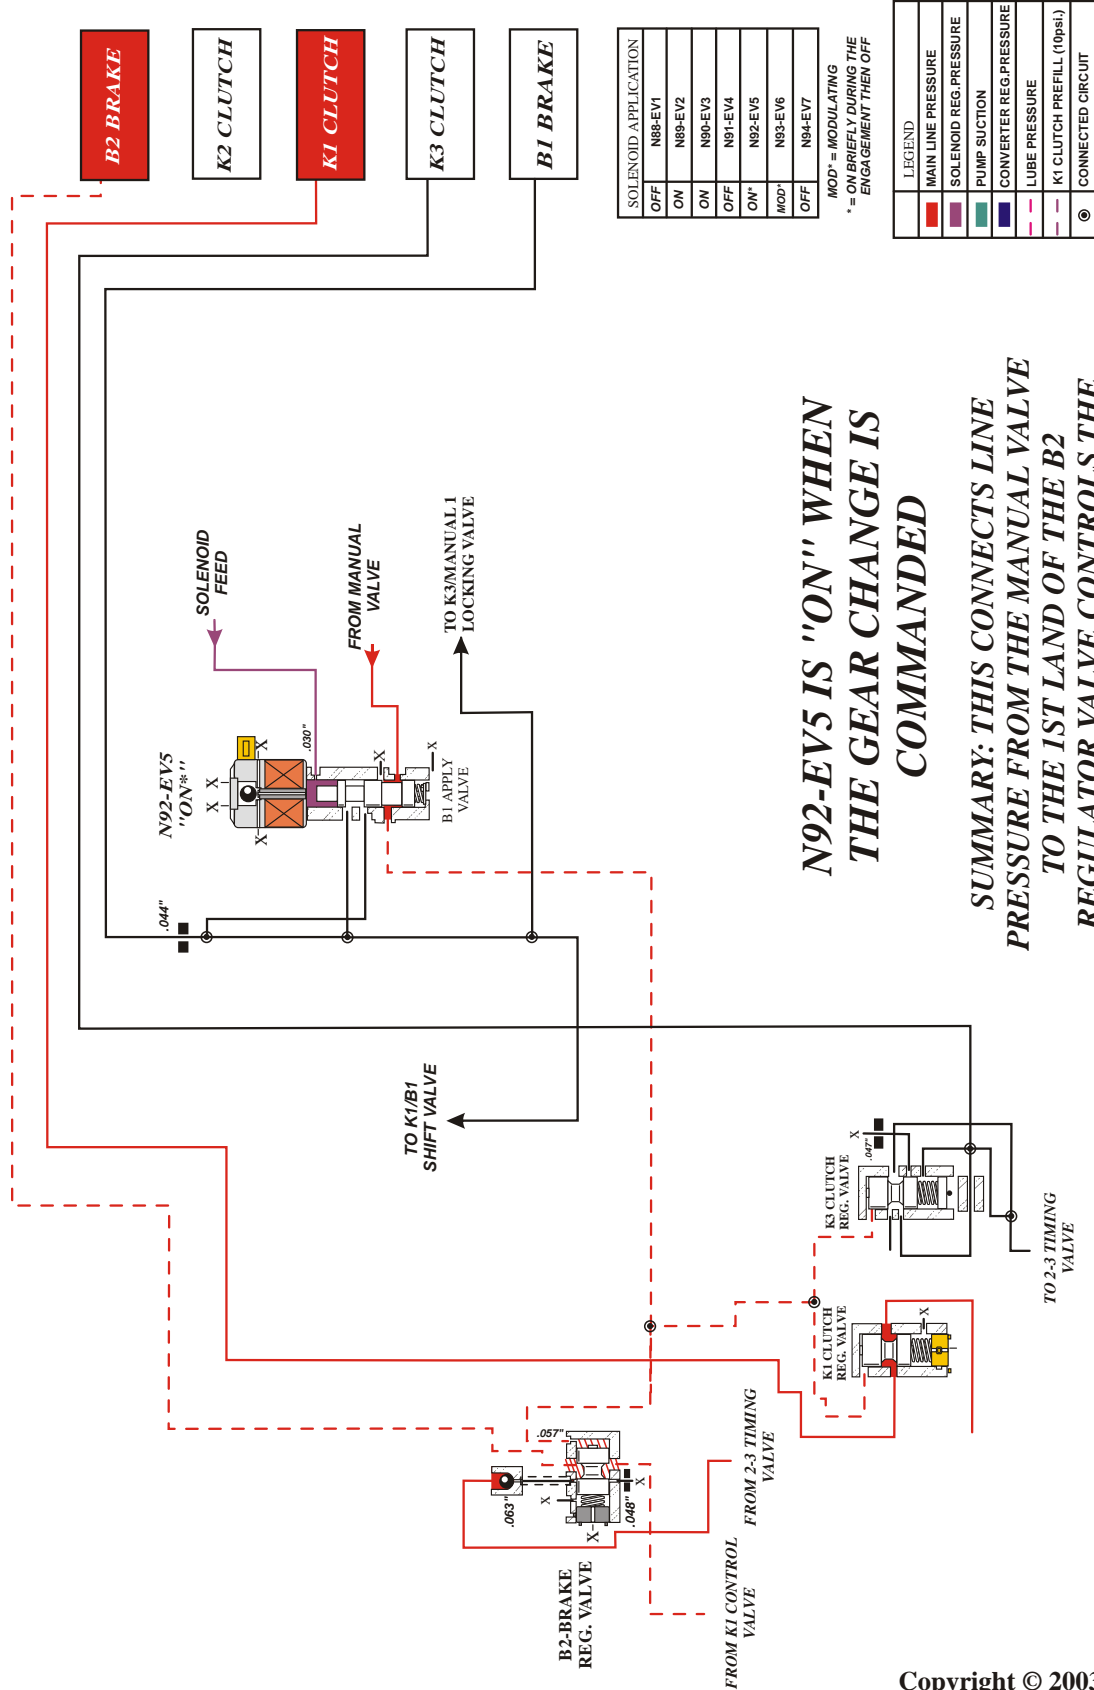 B2 BRAKE
K2 CLUTCH
K1 CLUTCH
K3 CLUTCH
B1 BRAKE
SOLENOID APPLICATION
OFF N88-EV1
ON N89-EV2
ON N90-EV3
OFF N91-EV4
ON* N92-EV5
MOD* N93-EV6
OFF N94-EV7
MOD* = MODULATING
* = ON BRIEFLY DURING THE
ENGAGEMENT THEN OFF
LEGEND
MAIN LINE PRESSURE
SOLENOID REG.PRESSURE
PUMP SUCTION
CONVERTER REG.PRESSURE
LUBE PRESSURE
K1 CLUTCH PREFILL (10psi.)
CONNECTED CIRCUIT
SOLENOID
FEED
FROM MANUAL
VALVE
TO K3/MANUAL 1
LOCKING VALVE
N92-EV5
"ON*"
X
X
X
X
.030"
X
X
B1 APPLY
VALVE
.044"
TO K1/B1
SHIFT VALVE
N92-EV5 IS "ON" WHEN
THE GEAR CHANGE IS
COMMANDED
SUMMARY: THIS CONNECTS LINE
PRESSURE FROM THE MANUAL VALVE
TO THE 1ST LAND OF THE B2
REGULATOR VALVE CONTROLS THE
K3 CLUTCH
REG. VALVE
X
.047"
TO 2-3 TIMING
VALVE
K1 CLUTCH
REG. VALVE
X
.057"
.063"
X
X
.048"
X
B2-BRAKE
REG. VALVE
FROM 2-3 TIMING
VALVE
FROM K1 CONTROL
VALVE
Copyright © 2003